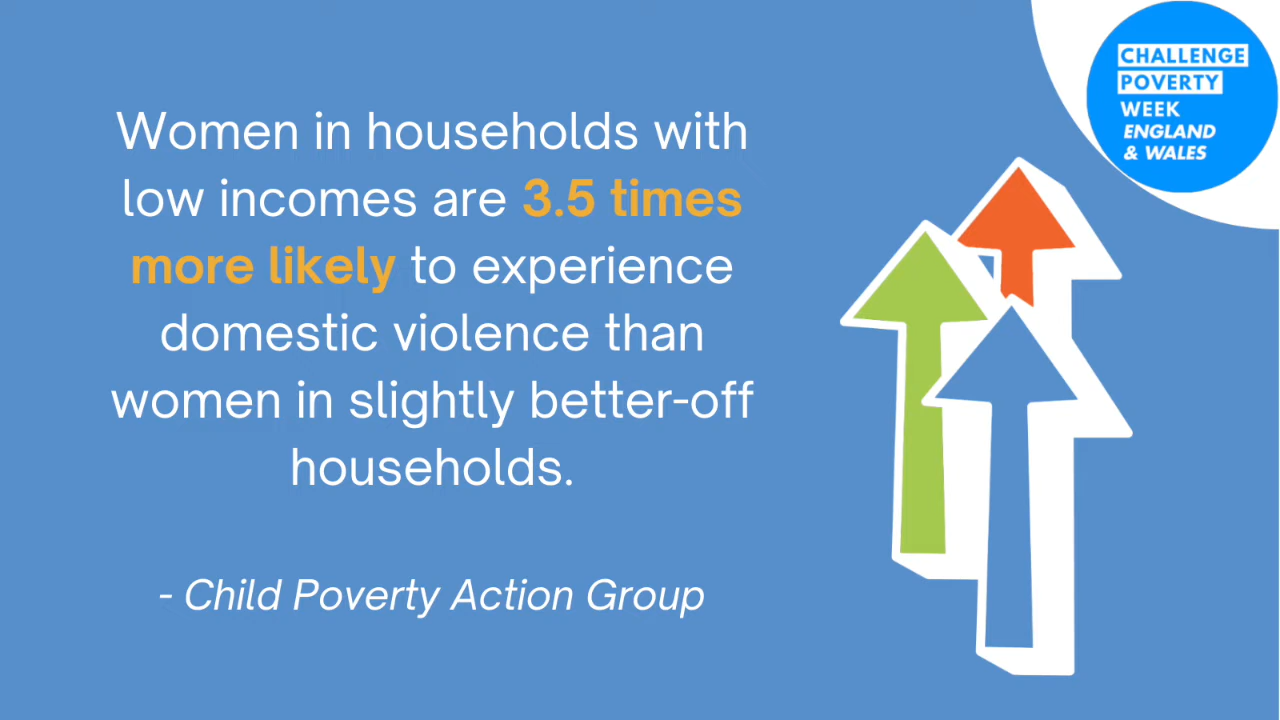 Women in households with
low incomes are 3.5 times
more likely to experience
domestic violence than
women in slightly better-off
households.
- Child Poverty Action Group
CHALLENGE
POVERTY
WEEK
ENGLAND
& WALES